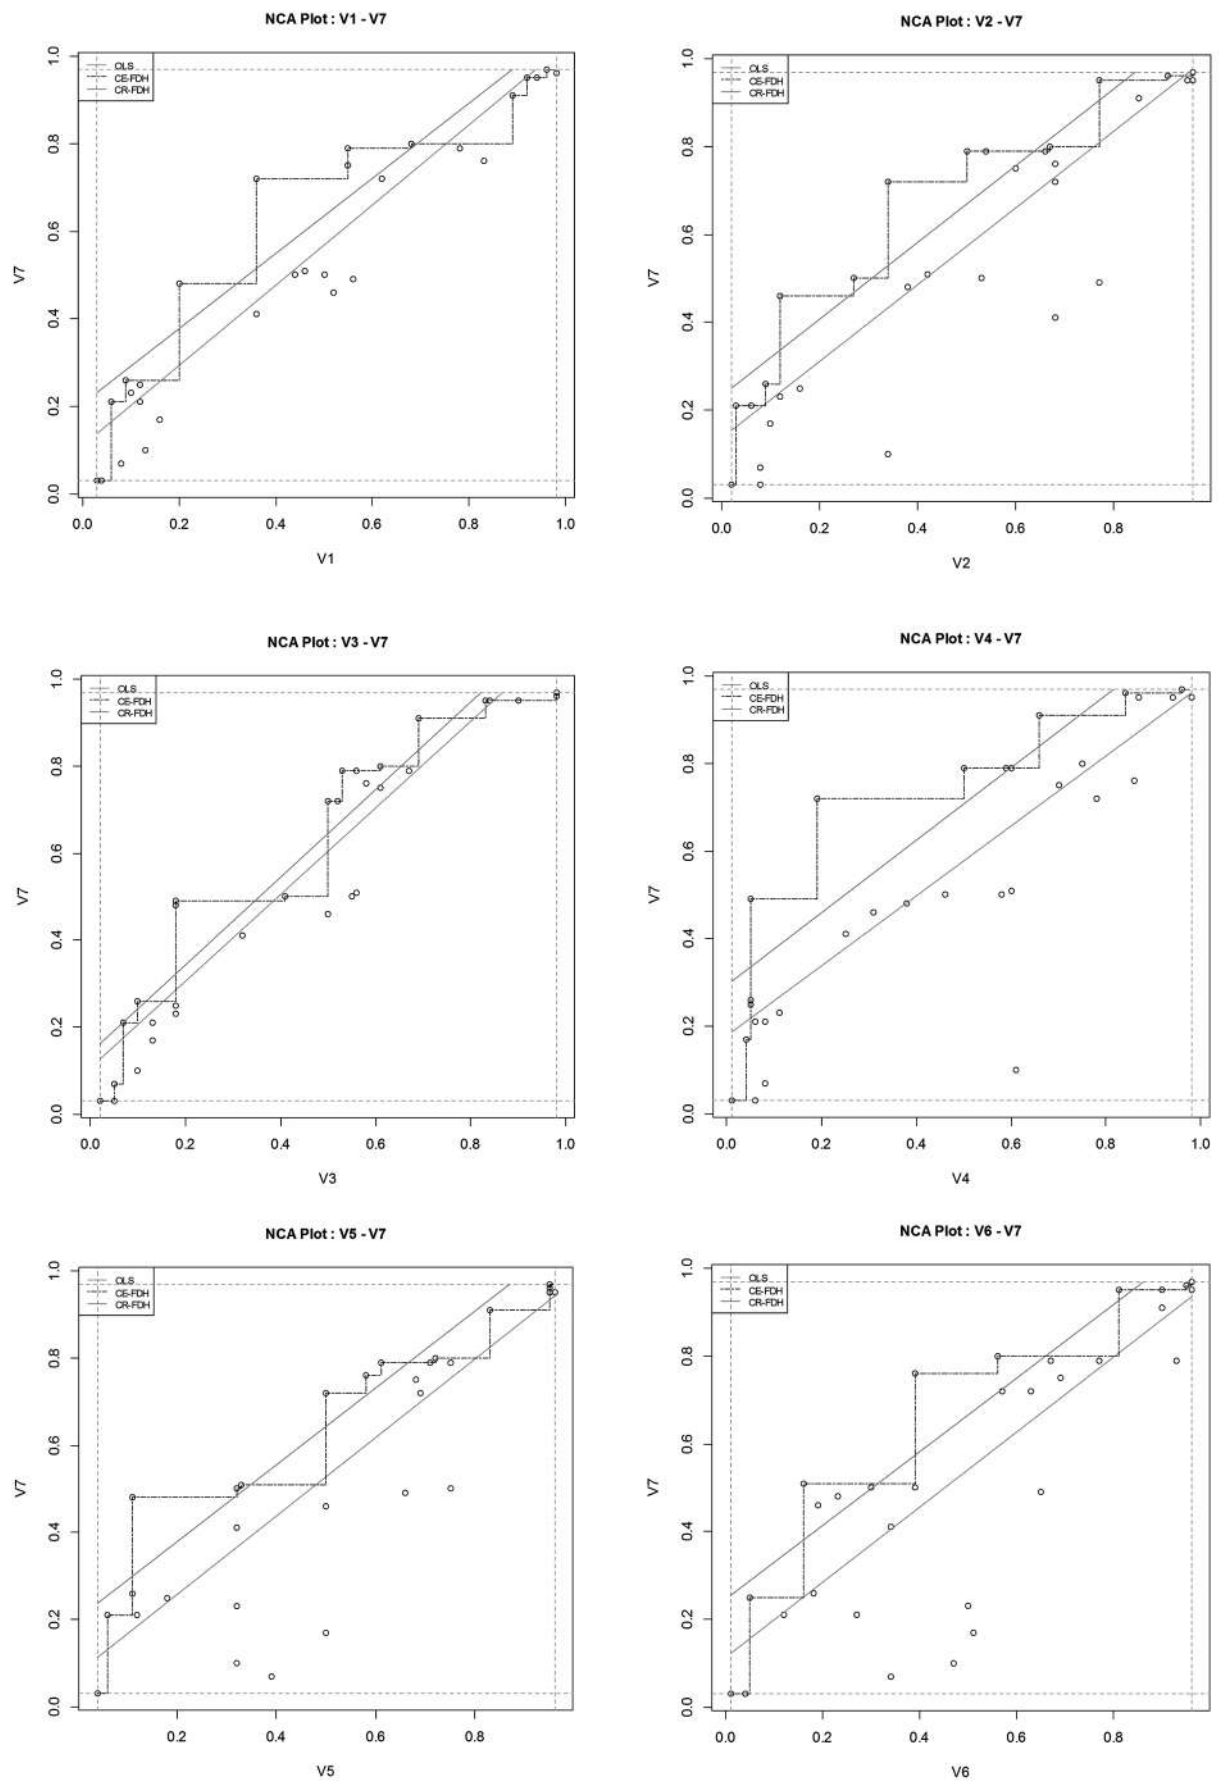 NCA Plot : V1 - V7
OLS
CE-FDH
CR-FDH
1.0
0.8
0.6
0.4
0.2
0.0
V7
0.0 0.2 0.4 0.6 0.8 1.0
V1
NCA Plot : V2 - V7
OLS
CE-FDH
CR-FDH
1.0
0.8
0.6
0.4
0.2
0.0
V7
0.0 0.2 0.4 0.6 0.8
V2
NCA Plot : V3 - V7
OLS
CE-FDH
CR-FDH
1.0
0.8
0.6
0.4
0.2
0.0
V7
0.0 0.2 0.4 0.6 0.8 1.0
V3
NCA Plot : V4 - V7
OLS
CE-FDH
CR-FDH
1.0
0.8
0.6
0.4
0.2
0.0
V7
0.0 0.2 0.4 0.6 0.8 1.0
V4
NCA Plot : V5 - V7
OLS
CE-FDH
CR-FDH
1.0
0.8
0.6
0.4
0.2
0.0
V7
0.2 0.4 0.6 0.8
V5
NCA Plot : V6 - V7
OLS
CE-FDH
CR-FDH
1.0
0.8
0.6
0.4
0.2
0.0
V7
0.0 0.2 0.4 0.6 0.8
V6